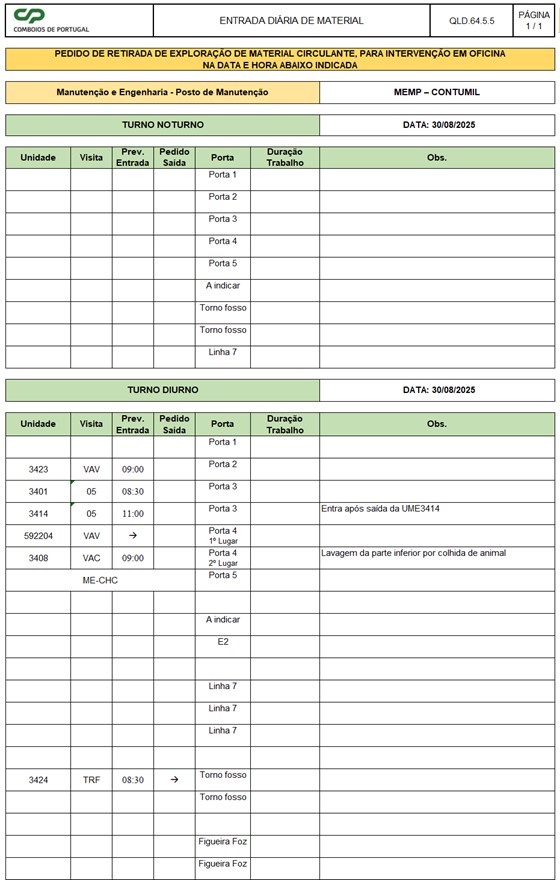 CP
COMBOIOS DE PORTUGAL
ENTRADA DIÁRIA DE MATERIAL
QLD.64.5.5
PÁGINA
1 / 1
PEDIDO DE RETIRADA DE EXPLORAÇÃO DE MATERIAL CIRCULANTE, PARA INTERVENÇÃO EM OFICINA
NA DATA E HORA ABAIXO INDICADA
Manutenção e Engenharia - Posto de Manutenção
MEMP – CONTUMIL
TURNO NOTURNO
DATA: 30/08/2025
Unidade Visita Prev. Entrada Pedido Saída Porta Duração Trabalho Obs.
Porta 1
Porta 2
Porta 3
Porta 4
Porta 5
A indicar
Torno fosso
Torno fosso
Linha 7
TURNO DIURNO
DATA: 30/08/2025
Unidade Visita Prev. Entrada Pedido Saída Porta Duração Trabalho Obs.
Porta 1
3423 VAV 09:00 Porta 2
3401 05 08:30 Porta 3
3414 05 11:00 Porta 3 Entra após saída da UME3414
592204 VAV → Porta 4 1º Lugar
3408 VAC 09:00 Porta 4 2º Lugar Lavagem da parte inferior por colhida de animal
ME-CHC Porta 5
A indicar
E2
Linha 7
Linha 7
Linha 7
3424 TRF 08:30 → Torno fosso
Torno fosso
Figueira Foz
Figueira Foz